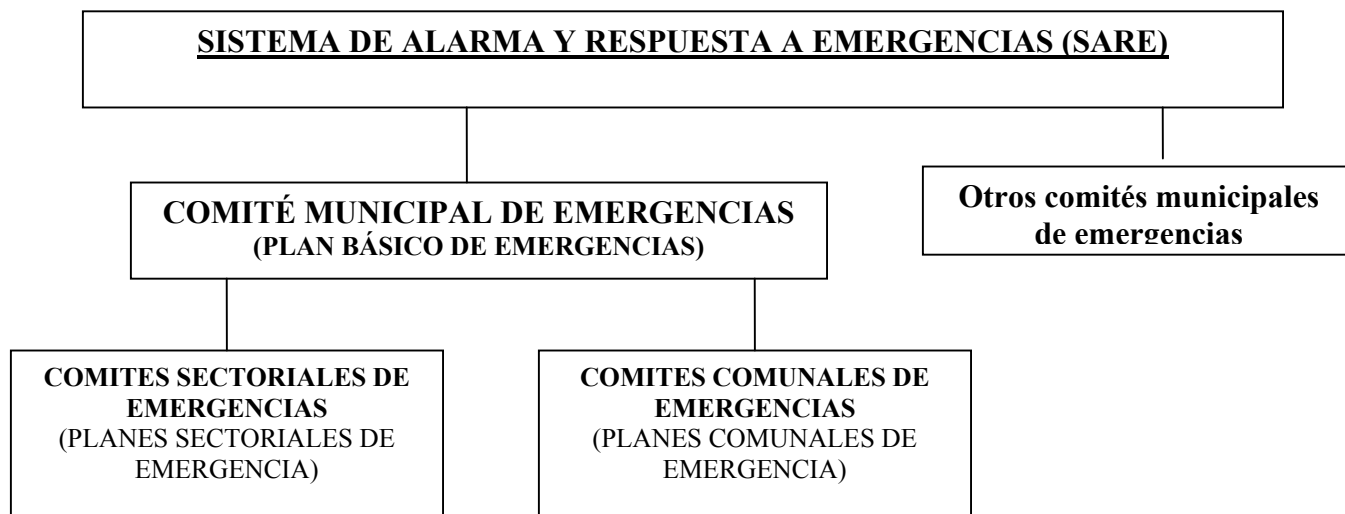 SISTEMA DE ALARMA Y RESPUESTA A EMERGENCIAS (SARE)
COMITÉ MUNICIPAL DE EMERGENCIAS
(PLAN BÁSICO DE EMERGENCIAS)
Otros comités municipales
de emergencias
COMITES SECTORIALES DE
EMERGENCIAS
(PLANES SECTORIALES DE
EMERGENCIA)
COMITES COMUNALES DE
EMERGENCIAS
(PLANES COMUNALES DE
EMERGENCIA)